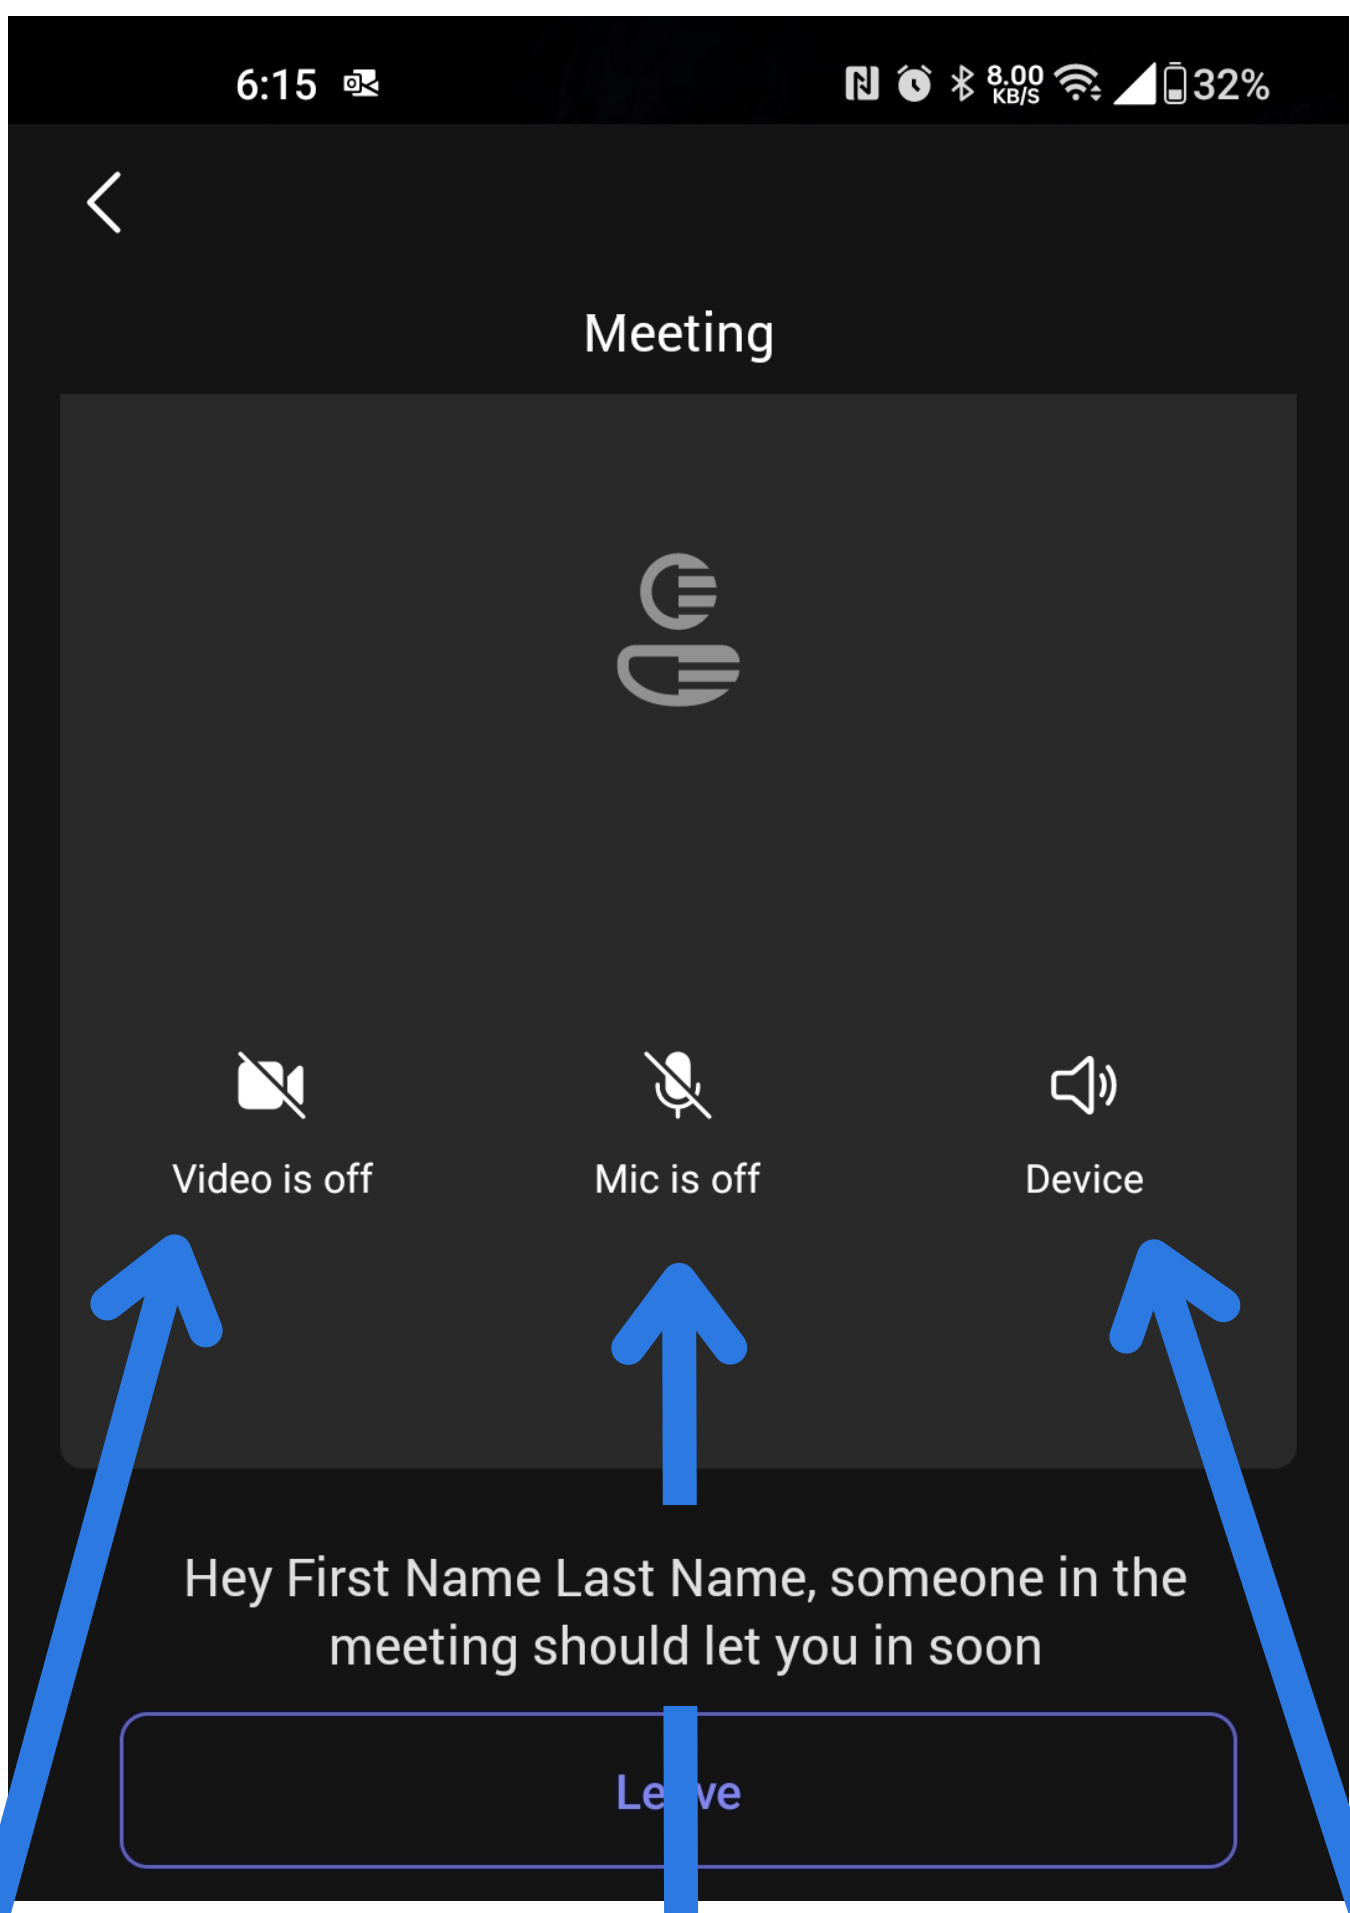 6:15 8.00 32%
KB/S
Meeting
Video is off Mic is off Device
Hey First Name Last Name, someone in the
meeting should let you in soon